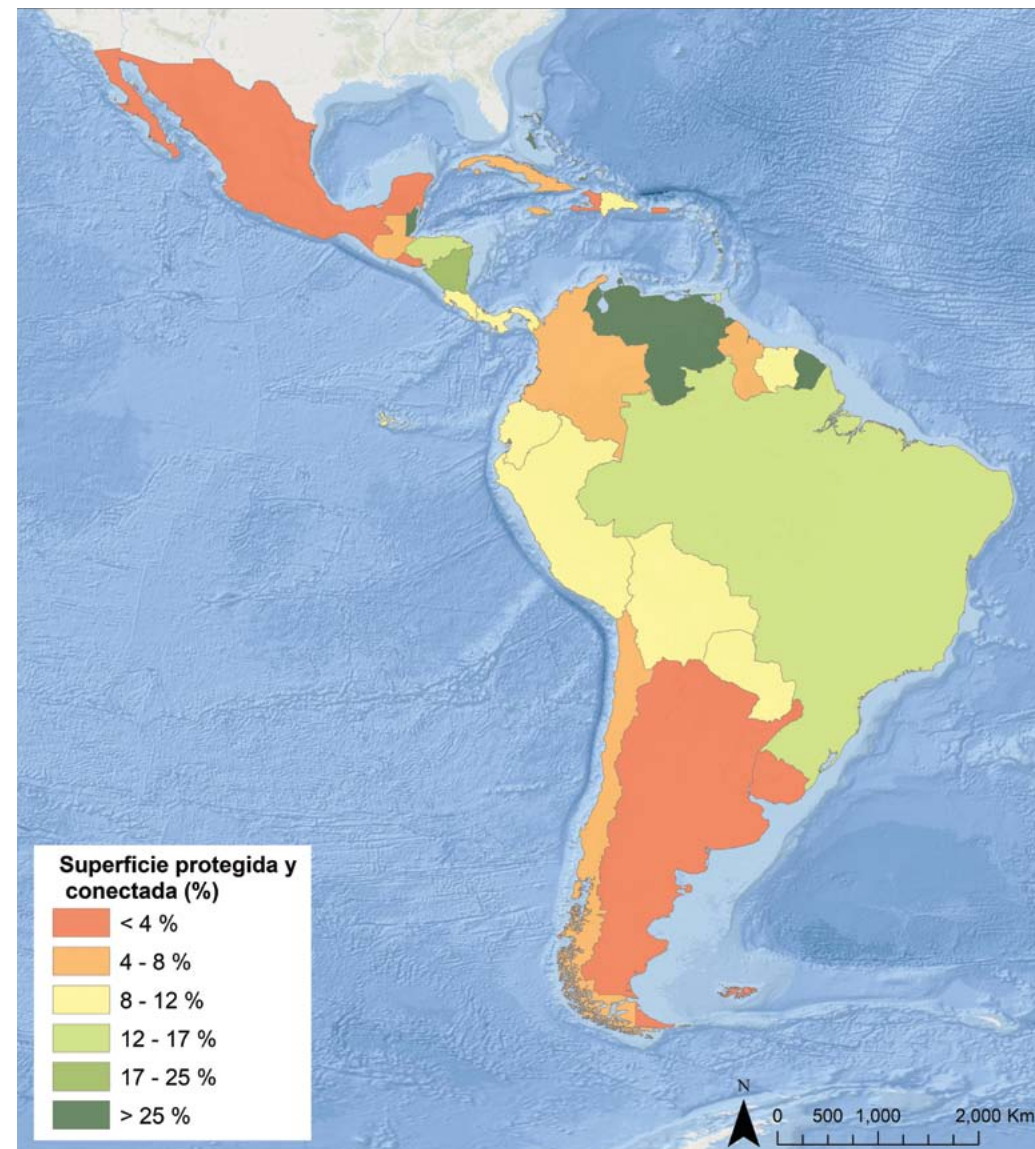 Superficie protegida y
conectada (%)
< 4 %
4 - 8 %
8 - 12 %
12 - 17 %
17 - 25 %
> 25 %
N
0 500 1,000 2,000 Km